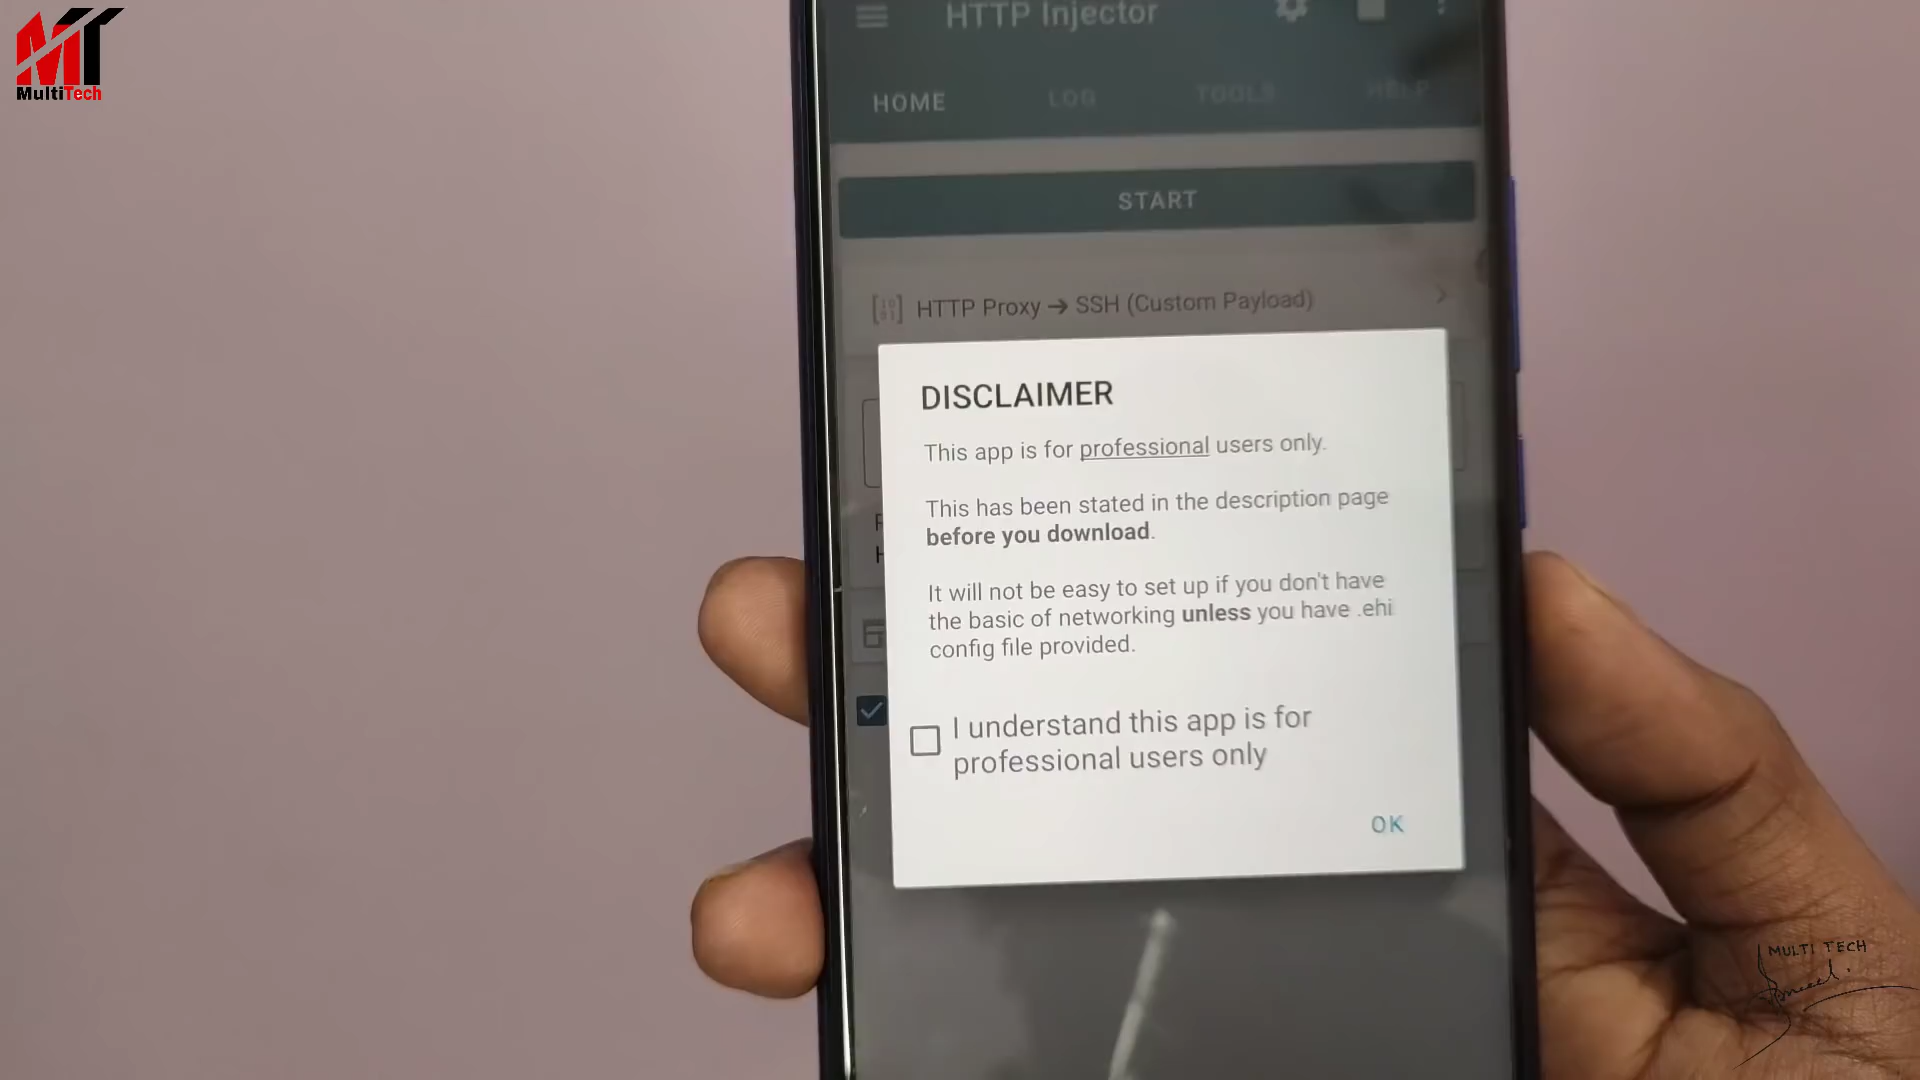 MT
MultiTech
HTTP Injector
HOME
LOG
TOOLS
HELP
START
HTTP Proxy → SSH (Custom Payload)
DISCLAIMER
This app is for professional users only.
This has been stated in the description page
before you download.
It will not be easy to set up if you don't have
the basic of networking unless you have .ehi
config file provided.
I understand this app is for
professional users only
OK
MULTI TECH